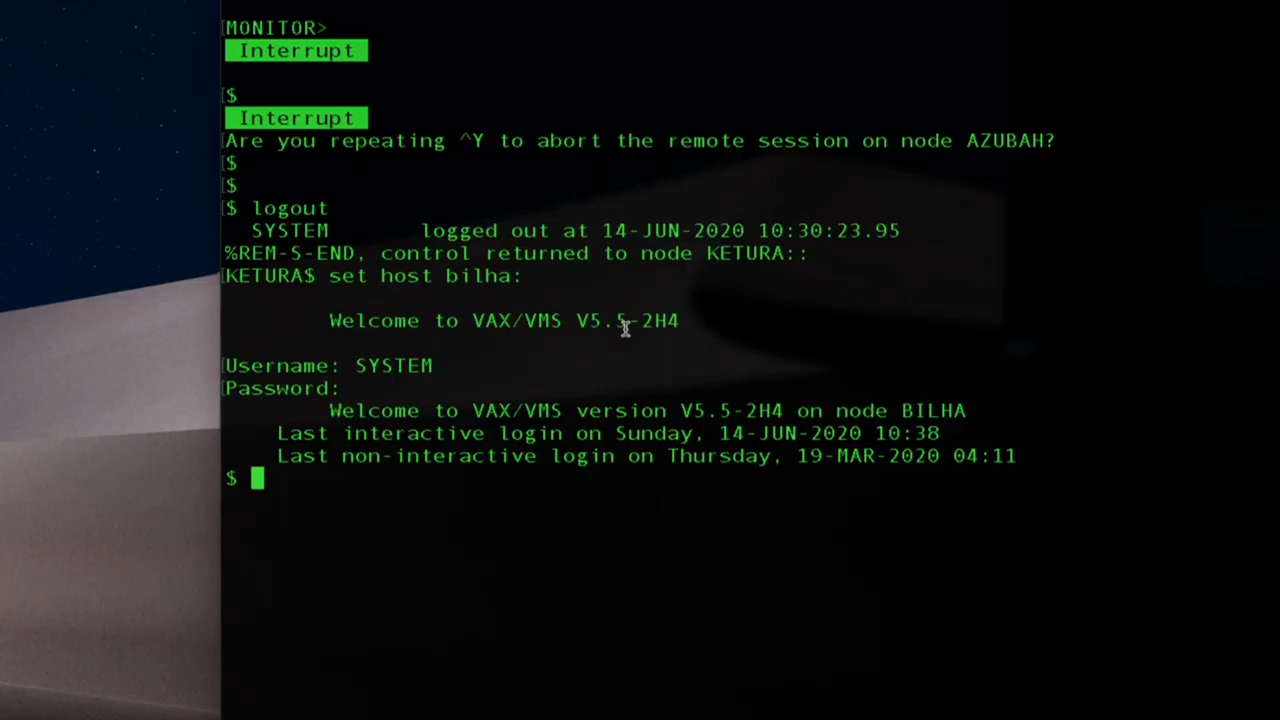 MONITOR>
Interrupt
$
Interrupt
Are you repeating ^Y to abort the remote session on node AZUBAH?
$
$
$ logout
SYSTEM logged out at 14-JUN-2020 10:30:23.95
%REM-S-END, control returned to node KETURA::
KETURA$ set host bilha:
Welcome to VAX/VMS V5.5-2H4
Username: SYSTEM
Password:
Welcome to VAX/VMS version V5.5-2H4 on node BILHA
Last interactive login on Sunday, 14-JUN-2020 10:38
Last non-interactive login on Thursday, 19-MAR-2020 04:11
$